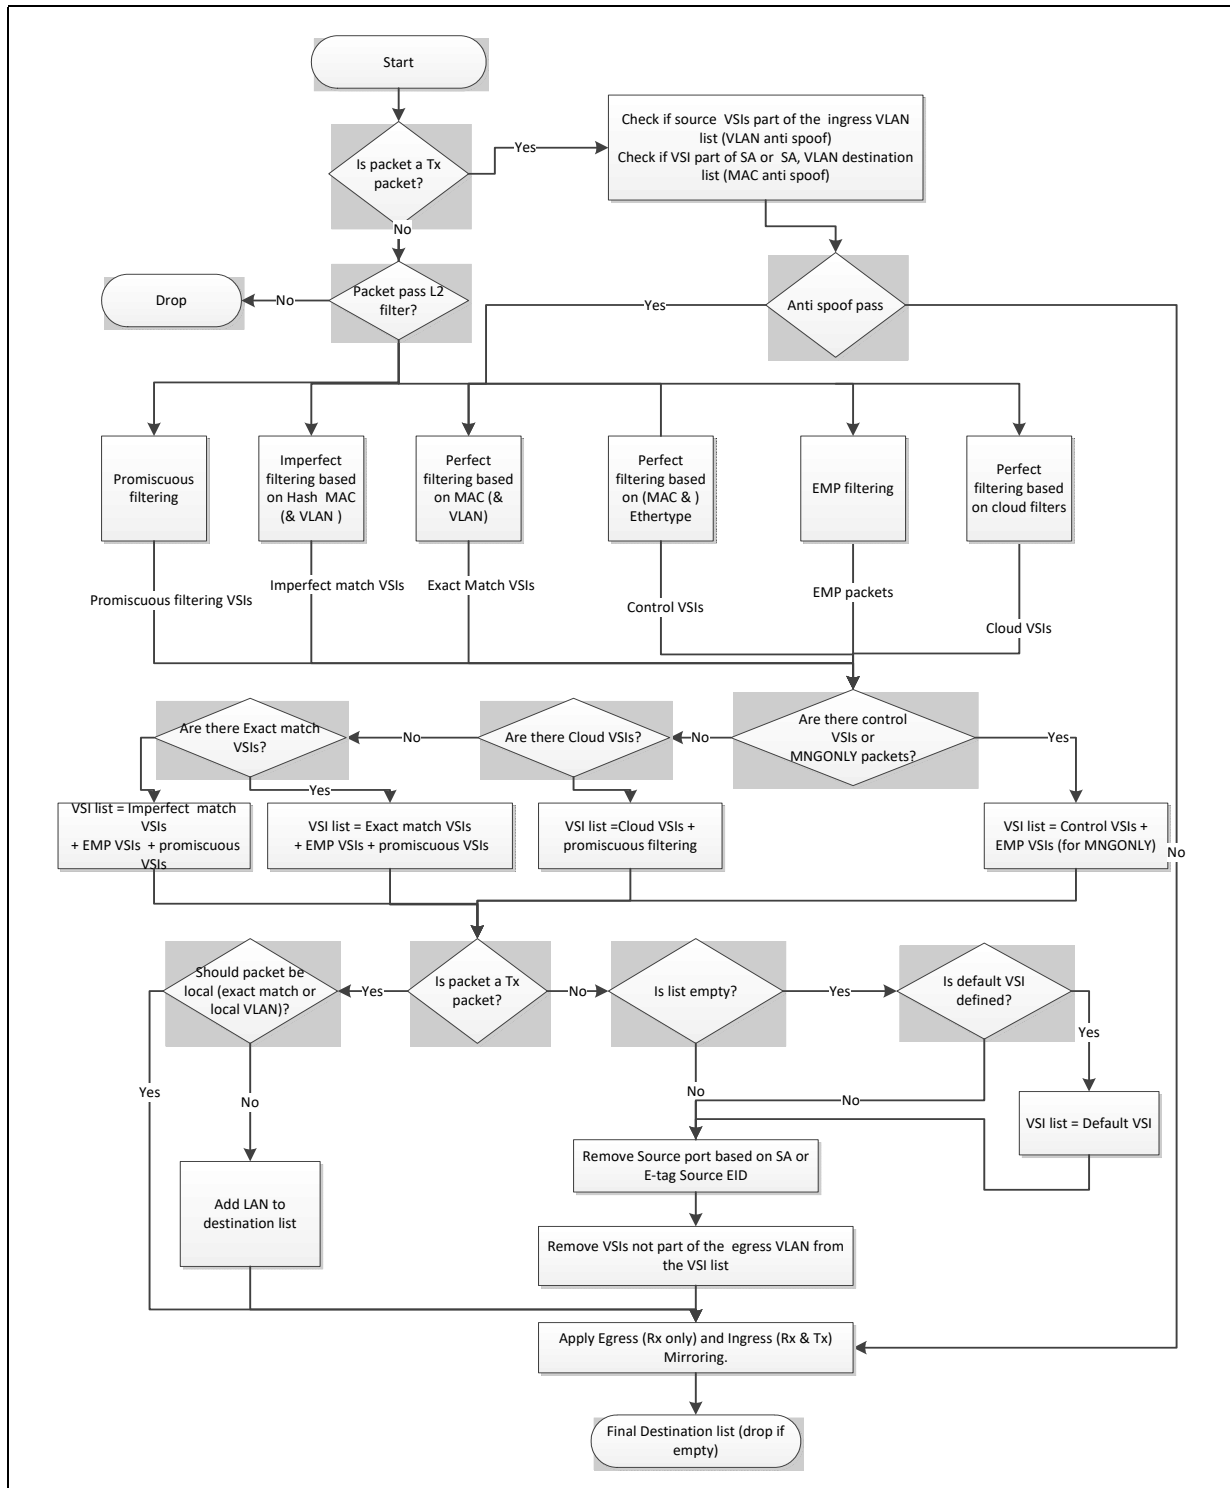 Start
Check if source  VSIs part of the  ingress VLAN
list (VLAN anti spoof)
Check if VSI part of SA or  SA, VLAN destination
list (MAC anti spoof)
Yes
Is packet a Tx
packet?
No
Packet pass L2
filter?
No
Drop
Yes
Anti spoof pass
Promiscuous
filtering
Imperfect
filtering based
on Hash  MAC
(& VLAN )
Perfect
filtering based
on MAC (&
VLAN)
Perfect
filtering based
on (MAC & )
Ethertype
EMP filtering
Perfect
filtering based
on cloud filters
Promiscuous filtering VSIs
Imperfect match VSIs
Exact Match VSIs
Control VSIs
EMP packets
Cloud VSIs
Are there Exact match
VSIs?
No
Are there Cloud VSIs?
No
Are there control
VSIs or
MNGONLY packets?
Yes
Yes
VSI list = Imperfect  match
VSIs
+ EMP VSIs  + promiscuous
VSIs
VSI list = Exact match VSIs
+ EMP VSIs + promiscuous VSIs
VSI list =Cloud VSIs +
promiscuous filtering
VSI list = Control VSIs +
EMP VSIs (for MNGONLY)
No
Should packet be
local (exact match or
local VLAN)?
Yes
Is packet a Tx
packet?
No
Is list empty?
Yes
Is default VSI
defined?
Yes
Yes
No
No
No
VSI list = Default VSI
Remove Source port based on SA or
E-tag Source EID
Add LAN to
destination list
Remove VSIs not part of the  egress VLAN from
the VSI list
Apply Egress (Rx only) and Ingress (Rx & Tx)
Mirroring.
Final Destination list (drop if
empty)